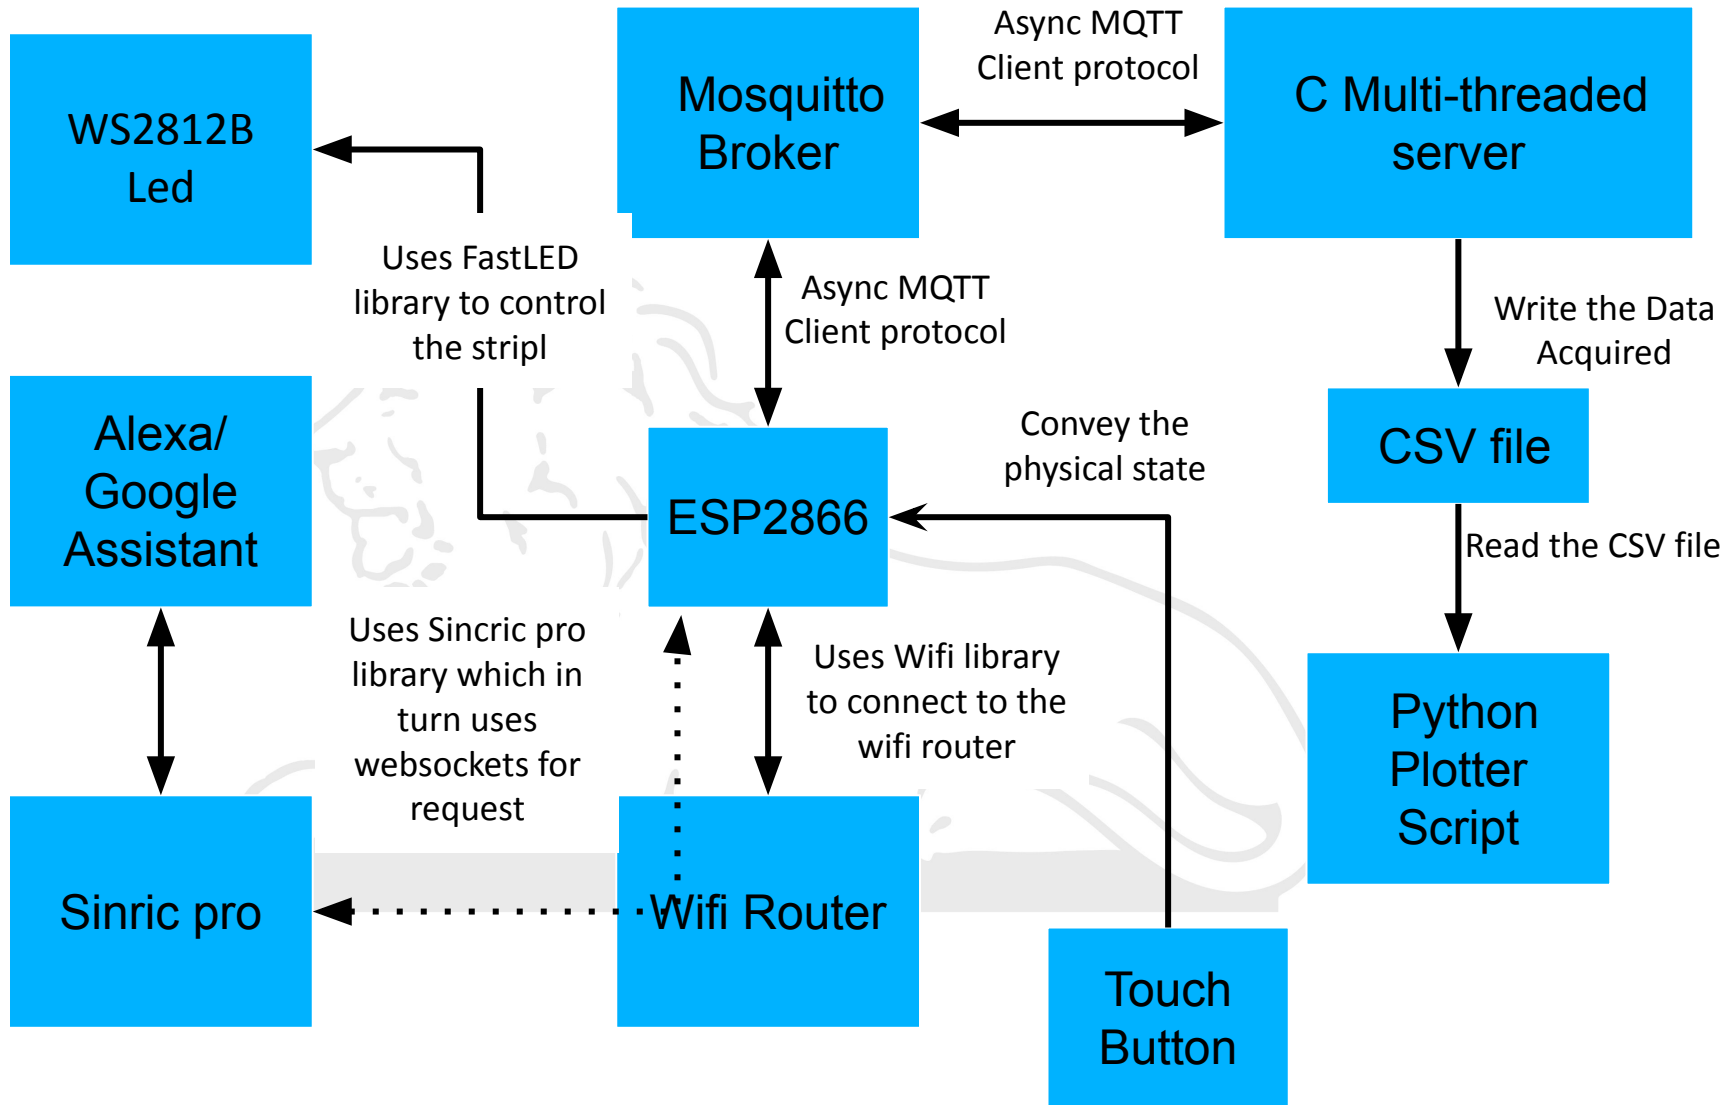 WS2812B
Led
Mosquitto
Broker
Async MQTT
Client protocol
C Multi-threaded
server
Uses FastLED
library to control
the stripl
Async MQTT
Client protocol
Write the Data
Acquired
Alexa/
Google
Assistant
ESP2866
Convey the
physical state
CSV file
Read the CSV file
Uses Sincric pro
library which in
turn uses
websockets for
request
Uses Wifi library
to connect to the
wifi router
Python
Plotter
Script
Sinric pro
Wifi Router
Touch
Button